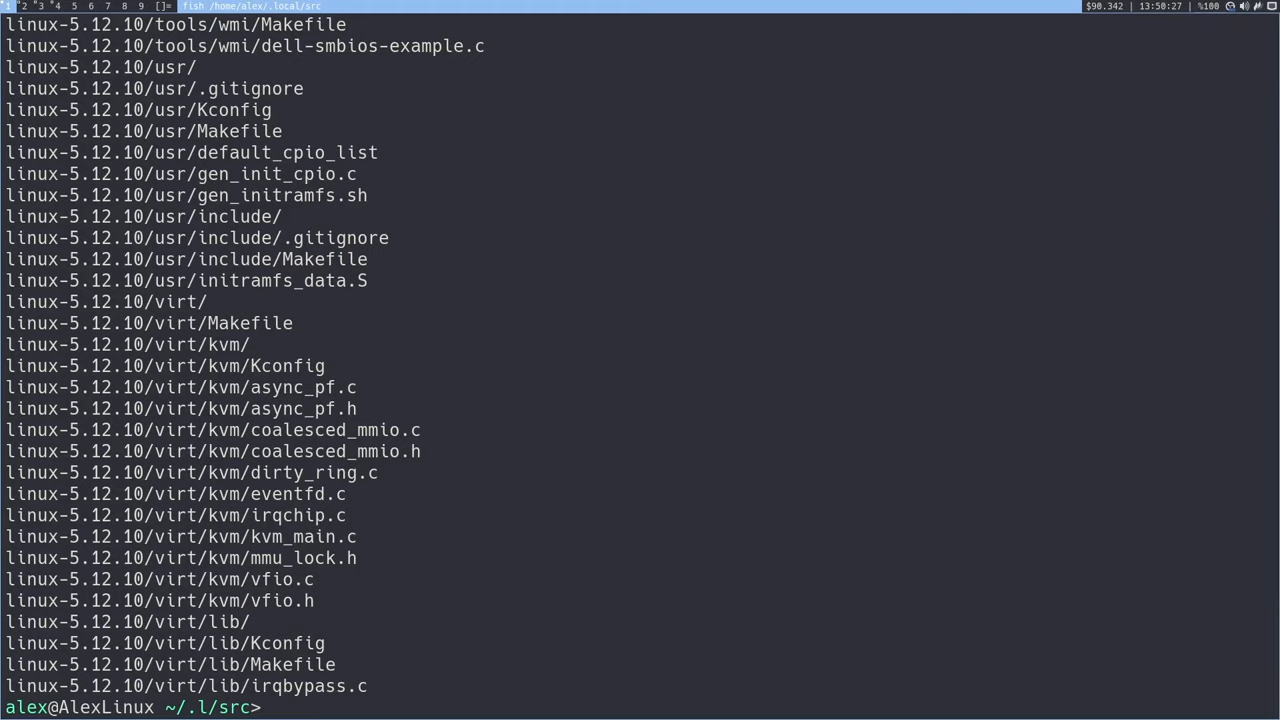 1 2 3 4 5 6 7 8 9 []= fish /home/alex/.local/src $90.342 | 13:50:27 | %100
linux-5.12.10/tools/wmi/Makefile
linux-5.12.10/tools/wmi/dell-smbios-example.c
linux-5.12.10/usr/
linux-5.12.10/usr/.gitignore
linux-5.12.10/usr/Kconfig
linux-5.12.10/usr/Makefile
linux-5.12.10/usr/default_cpio_list
linux-5.12.10/usr/gen_init_cpio.c
linux-5.12.10/usr/gen_initramfs.sh
linux-5.12.10/usr/include/
linux-5.12.10/usr/include/.gitignore
linux-5.12.10/usr/include/Makefile
linux-5.12.10/usr/initramfs_data.S
linux-5.12.10/virt/
linux-5.12.10/virt/Makefile
linux-5.12.10/virt/kvm/
linux-5.12.10/virt/kvm/Kconfig
linux-5.12.10/virt/kvm/async_pf.c
linux-5.12.10/virt/kvm/async_pf.h
linux-5.12.10/virt/kvm/coalesced_mmio.c
linux-5.12.10/virt/kvm/coalesced_mmio.h
linux-5.12.10/virt/kvm/dirty_ring.c
linux-5.12.10/virt/kvm/eventfd.c
linux-5.12.10/virt/kvm/irqchip.c
linux-5.12.10/virt/kvm/kvm_main.c
linux-5.12.10/virt/kvm/mmu_lock.h
linux-5.12.10/virt/kvm/vfio.c
linux-5.12.10/virt/kvm/vfio.h
linux-5.12.10/virt/lib/
linux-5.12.10/virt/lib/Kconfig
linux-5.12.10/virt/lib/Makefile
linux-5.12.10/virt/lib/irqbypass.c
alex@AlexLinux ~/.l/src>